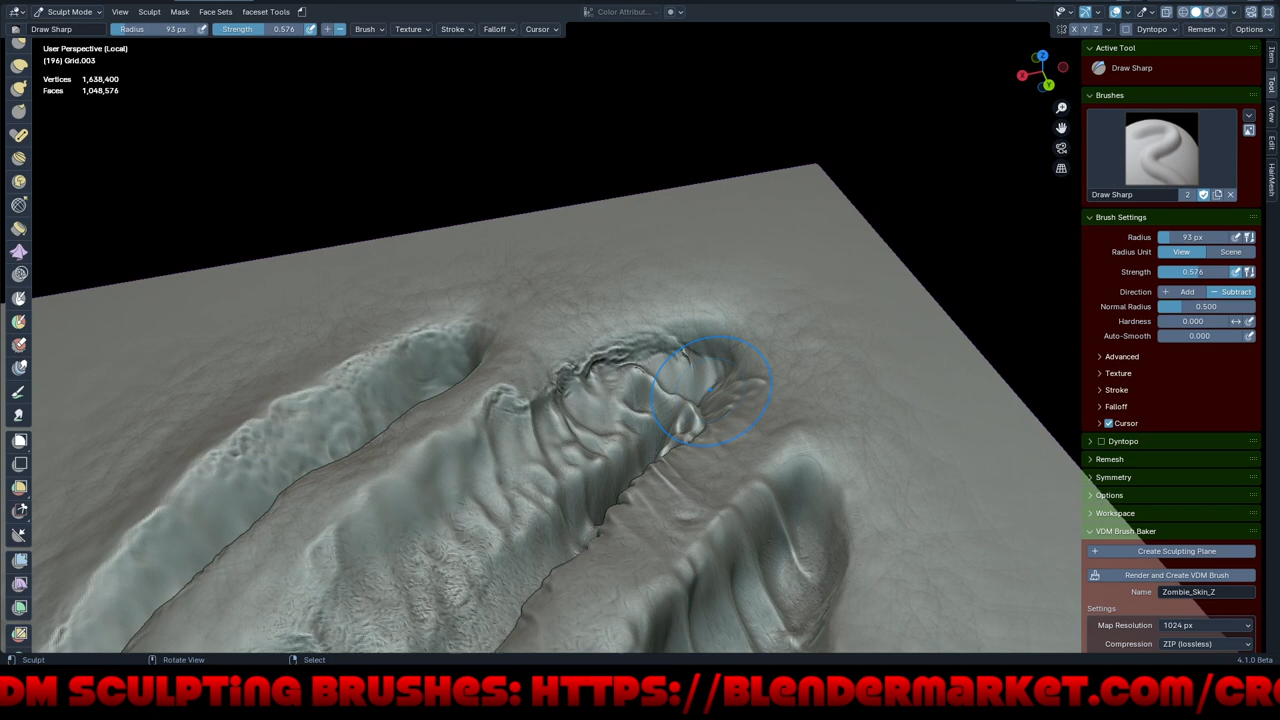 Sculpt Mode View Sculpt Mask Face Sets faceset Tools Color Attribut...
Draw Sharp Radius 93 px Strength 0.576 Brush Texture Stroke Falloff Cursor X Y Z Dyntopo Remesh Options
User Perspective (Local)
(196) Grid.003
Vertices 1,638,400
Faces 1,048,576
Z
X
Y
Active Tool
Draw Sharp
Brushes
Draw Sharp 2
Brush Settings
Radius 93 px
Radius Unit View Scene
Strength 0.576
Direction + Add − Subtract
Normal Radius 0.500
Hardness 0.000
Auto-Smooth 0.000
Advanced
Texture
Stroke
Falloff
Cursor
Dyntopo
Remesh
Symmetry
Options
Workspace
VDM Brush Baker
Create Sculpting Plane
Render and Create VDM Brush
Name Zombie_Skin_Z
Settings
Map Resolution 1024 px
Compression ZIP (lossless)
Item
Tool
View
Edit
HairMesh
Sculpt Rotate View Select 4.1.0 Beta
DM SCULPTING BRUSHES: HTTPS://BLENDERMARKET.COM/CR